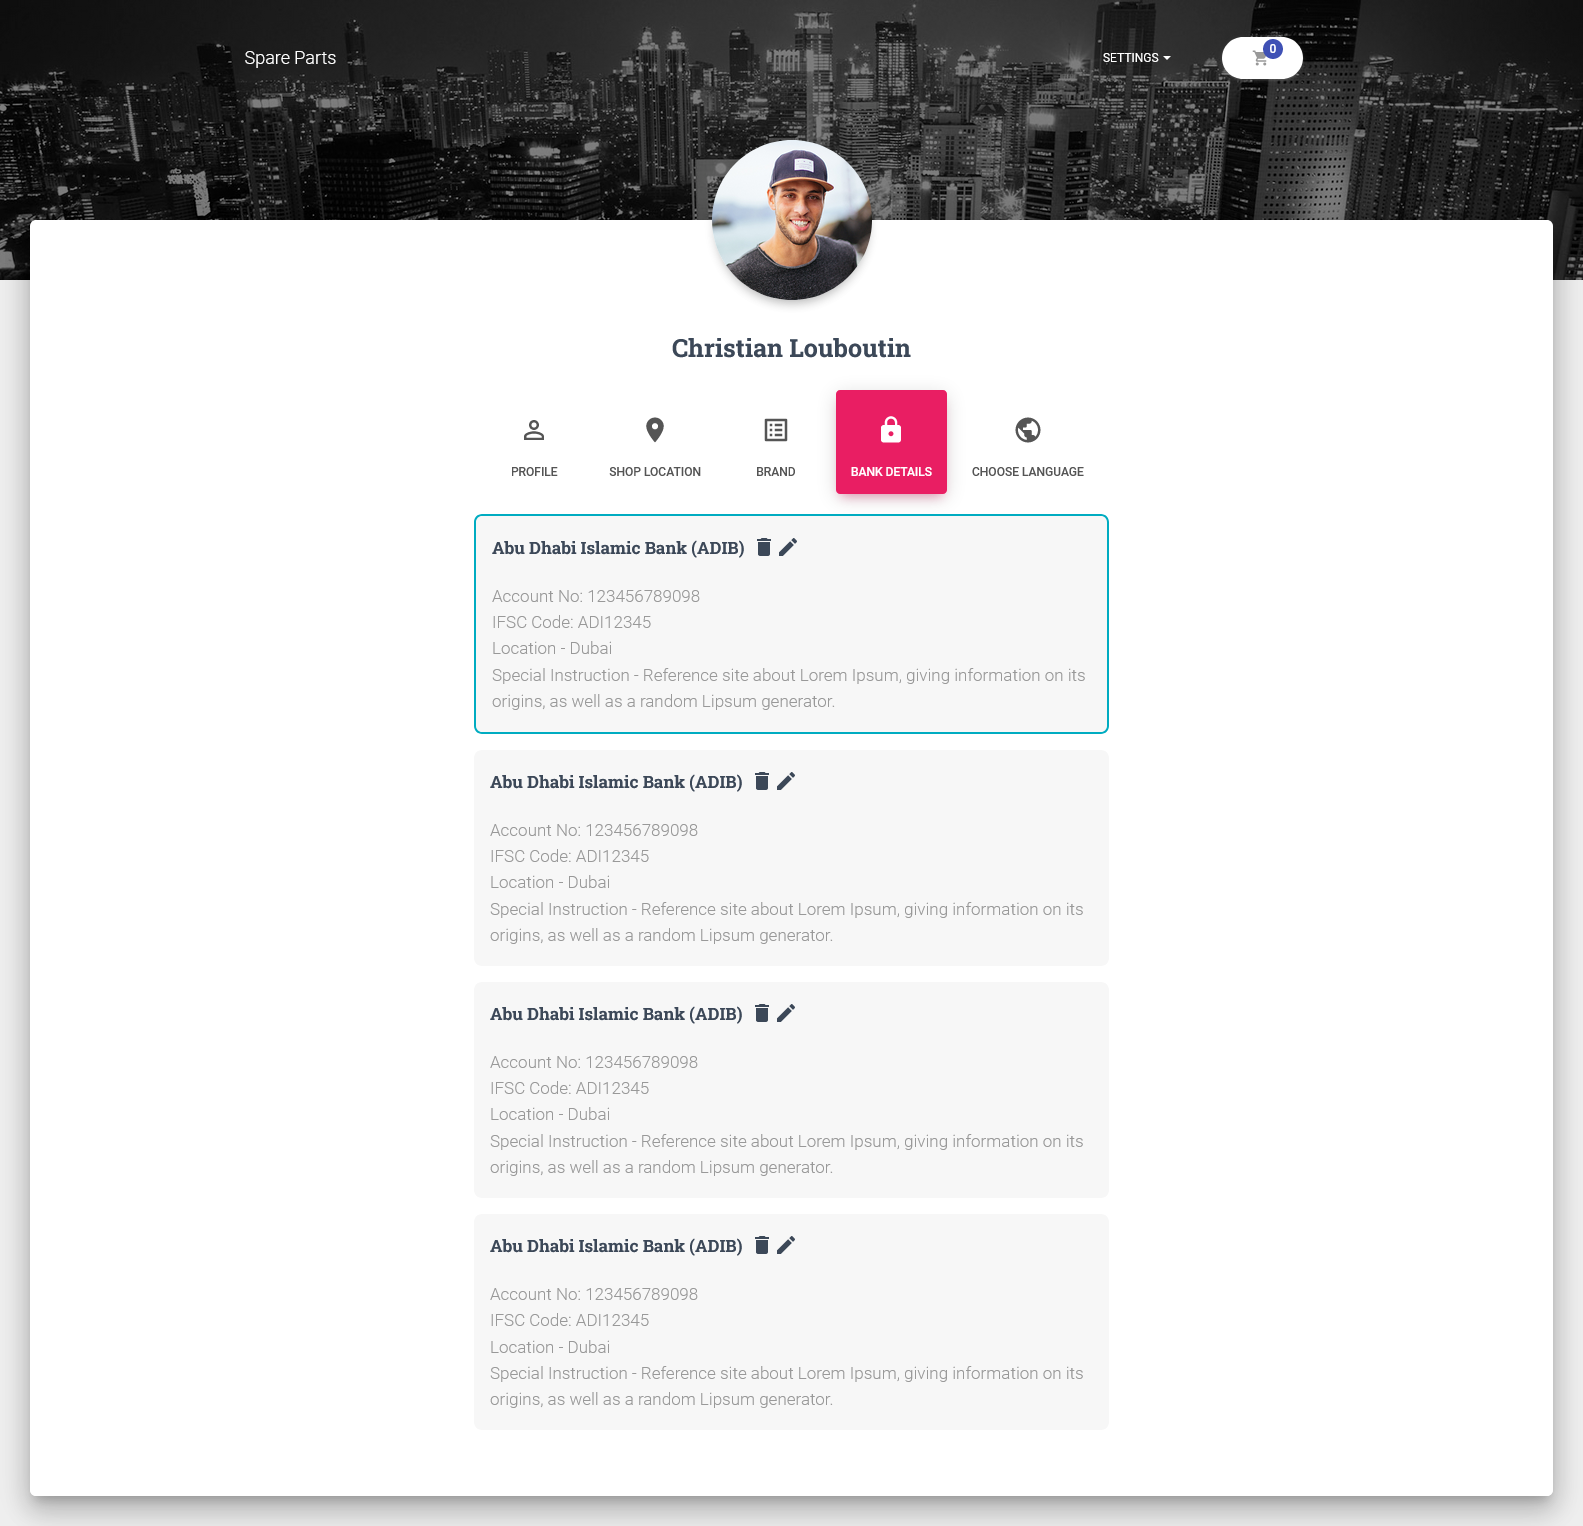 Spare Parts
SETTINGS
0
Christian Louboutin
PROFILE
SHOP LOCATION
BRAND
BANK DETAILS
CHOOSE LANGUAGE
Abu Dhabi Islamic Bank (ADIB)
Account No: 123456789098
IFSC Code: ADI12345
Location - Dubai
Special Instruction - Reference site about Lorem Ipsum, giving information on its
origins, as well as a random Lipsum generator.
Abu Dhabi Islamic Bank (ADIB)
Account No: 123456789098
IFSC Code: ADI12345
Location - Dubai
Special Instruction - Reference site about Lorem Ipsum, giving information on its
origins, as well as a random Lipsum generator.
Abu Dhabi Islamic Bank (ADIB)
Account No: 123456789098
IFSC Code: ADI12345
Location - Dubai
Special Instruction - Reference site about Lorem Ipsum, giving information on its
origins, as well as a random Lipsum generator.
Abu Dhabi Islamic Bank (ADIB)
Account No: 123456789098
IFSC Code: ADI12345
Location - Dubai
Special Instruction - Reference site about Lorem Ipsum, giving information on its
origins, as well as a random Lipsum generator.